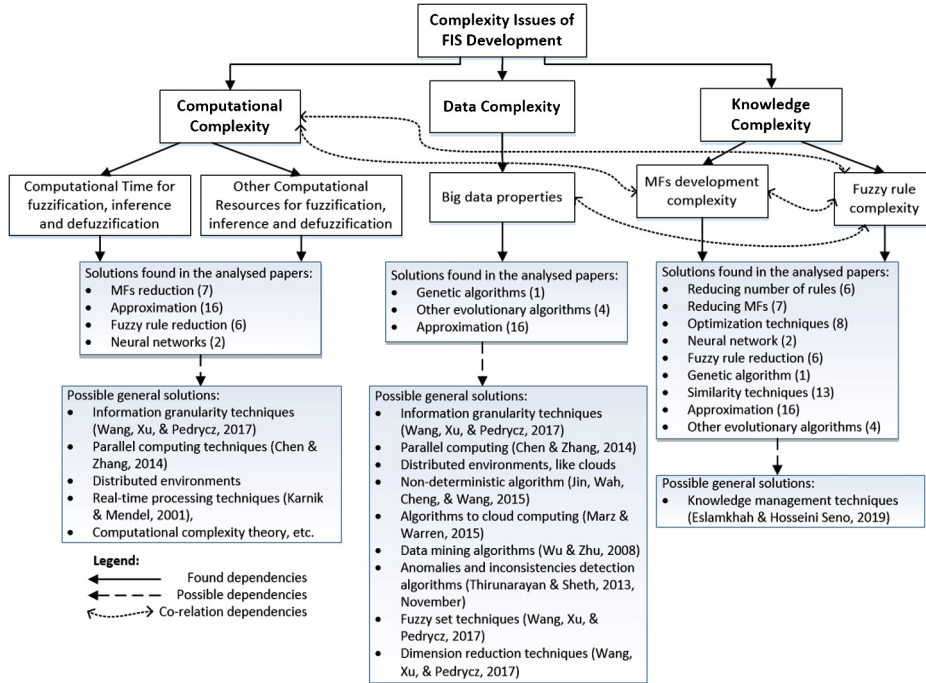 Complexity Issues of
FIS Development
Computational
Complexity
Data Complexity
Knowledge
Complexity
Computational Time for
fuzzification, inference
and defuzzification
Other Computational
Resources for fuzzification,
inference and defuzzification
Big data properties
MFs development
complexity
Fuzzy rule
complexity
Solutions found in the analysed papers:
• MFs reduction (7)
• Approximation (16)
• Fuzzy rule reduction (6)
• Neural networks (2)
Solutions found in the analysed papers:
• Genetic algorithms (1)
• Other evolutionary algorithms (4)
• Approximation (16)
Solutions found in the analysed papers:
• Reducing number of rules (6)
• Reducing MFs (7)
• Optimization techniques (8)
• Neural network (2)
• Fuzzy rule reduction (6)
• Genetic algorithm (1)
• Similarity techniques (13)
• Approximation (16)
• Other evolutionary algorithms (4)
Possible general solutions:
• Information granularity techniques
(Wang, Xu, & Pedrycz, 2017)
• Parallel computing techniques (Chen &
Zhang, 2014)
• Distributed environments
• Real-time processing techniques (Karnik
& Mendel, 2001),
• Computational complexity theory, etc.
Possible general solutions:
• Information granularity techniques
(Wang, Xu, & Pedrycz, 2017)
• Parallel computing (Chen & Zhang, 2014)
• Distributed environments, like clouds
• Non-deterministic algorithm (Jin, Wah,
Cheng, & Wang, 2015)
• Algorithms to cloud computing (Marz &
Warren, 2015)
• Data mining algorithms (Wu & Zhu, 2008)
• Anomalies and inconsistencies detection
algorithms (Thirunarayan & Sheth, 2013,
November)
• Fuzzy set techniques (Wang, Xu, &
Pedrycz, 2017)
• Dimension reduction techniques (Wang,
Xu, & Pedrycz, 2017)
Possible general solutions:
• Knowledge management techniques
(Eslamkhah & Hosseini Seno, 2019)
Legend:
Found dependencies
Possible dependencies
Co-relation dependencies